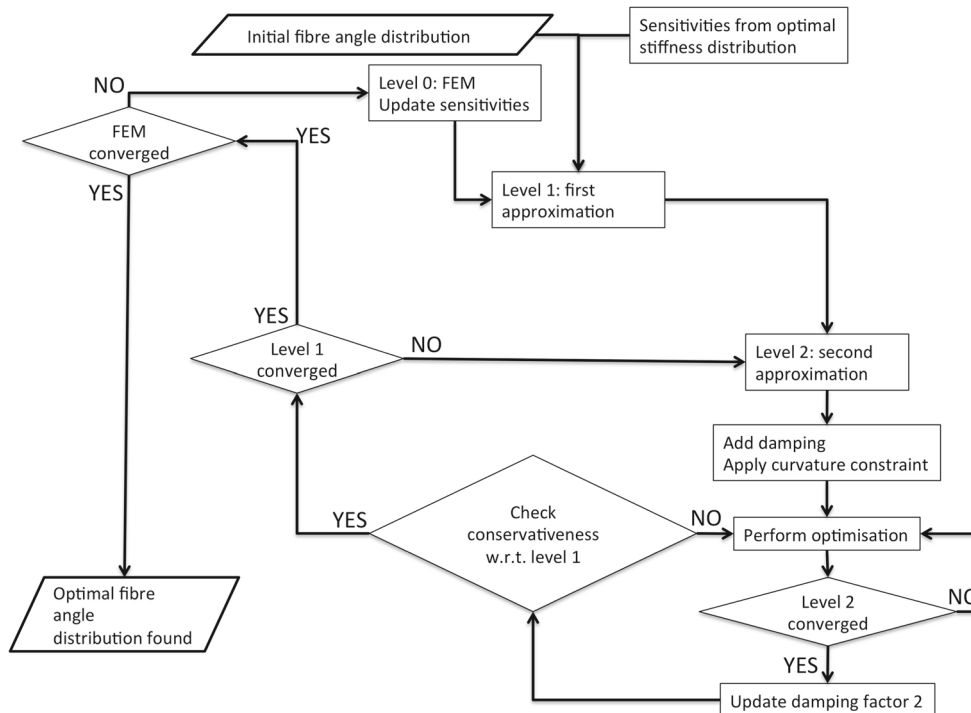 Initial fibre angle distribution
Sensitivities from optimal
stiffness distribution
NO
Level 0: FEM
Update sensitivities
FEM
converged
YES
YES
Level 1: first
approximation
YES
Level 1
converged
NO
Level 2: second
approximation
Add damping
Apply curvature constraint
Check
conservativeness
w.r.t. level 1
YES
NO
Perform optimisation
Level 2
converged
NO
YES
Update damping factor 2
Optimal fibre
angle
distribution found